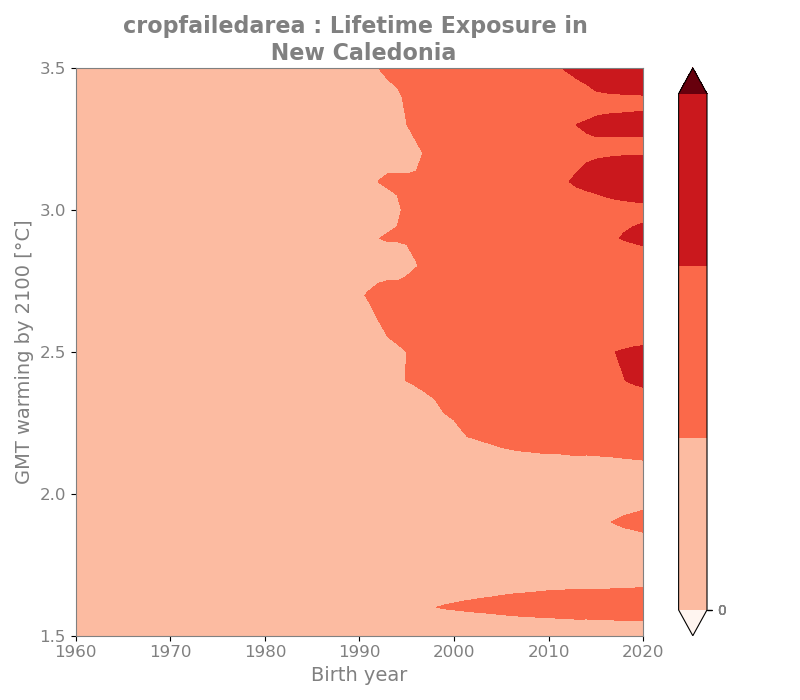 cropfailedarea : Lifetime Exposure in
New Caledonia
GMT warming by 2100 [°C]
3.5
3.0
2.5
2.0
1.5
1960 1970 1980 1990 2000 2010 2020
Birth year
0